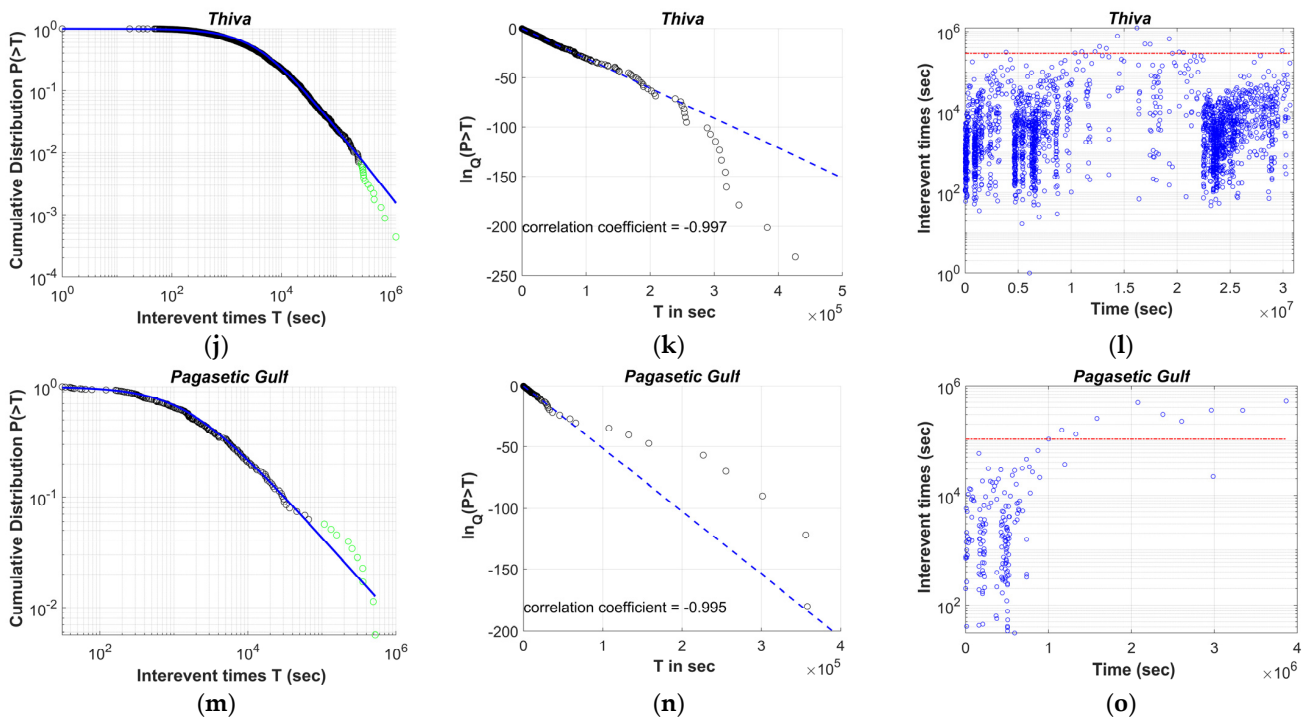 Thiva
Cumulative Distribution P(>T)
10^0
10^-1
10^-2
10^-3
10^-4
10^0 10^2 10^4 10^6
Interevent times T (sec)
(j)
Thiva
ln_Q(P>T)
0
-50
-100
-150
-200
-250
correlation coefficient = -0.997
0 1 2 3 4 5
T in sec ×10^5
(k)
Thiva
Interevent times (sec)
10^6
10^4
10^2
10^0
0 0.5 1 1.5 2 2.5 3
Time (sec) ×10^7
(l)
Pagasetic Gulf
Cumulative Distribution P(>T)
10^0
10^-1
10^-2
10^2 10^4 10^6
Interevent times T (sec)
(m)
Pagasetic Gulf
ln_Q(P>T)
0
-50
-100
-150
-200
correlation coefficient = -0.995
0 1 2 3 4
T in sec ×10^5
(n)
Pagasetic Gulf
Interevent times (sec)
10^6
10^4
10^2
0 1 2 3 4
Time (sec) ×10^6
(o)